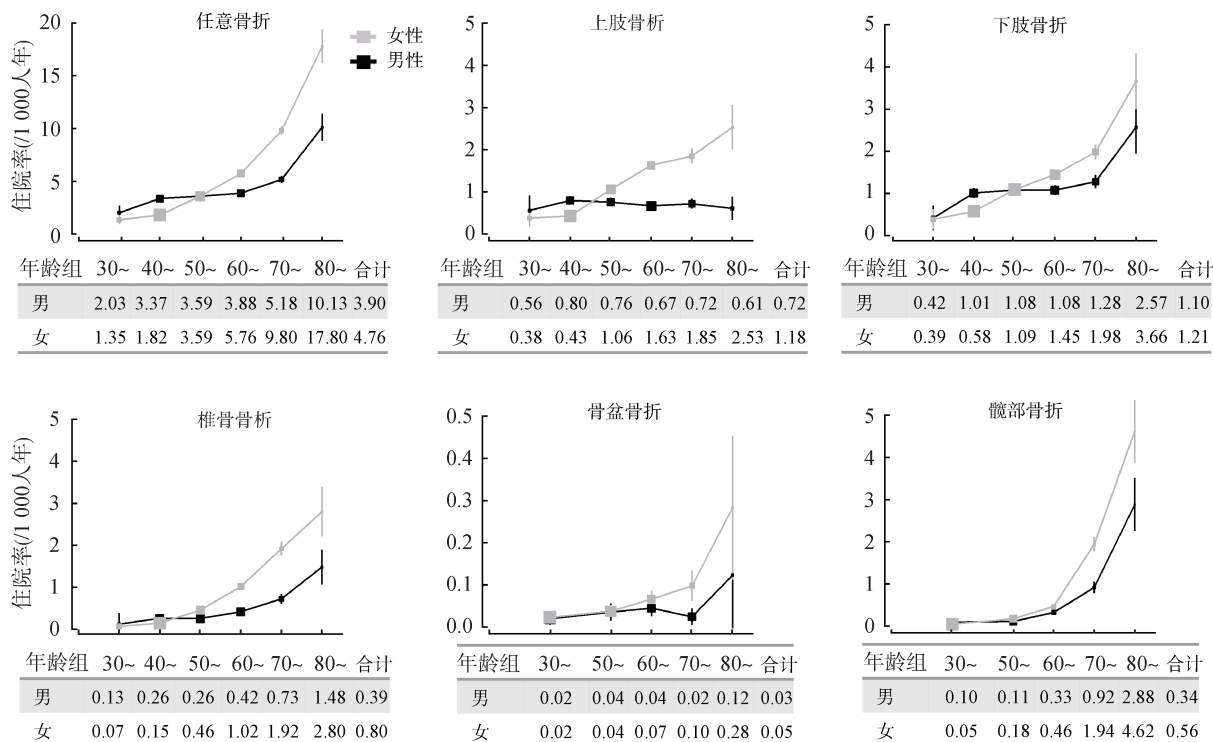 任意骨折
女性
男性
住院率(/1 000人年)
20
15
10
5
0
年龄组 30~ 40~ 50~ 60~ 70~ 80~ 合计
男 2.03 3.37 3.59 3.88 5.18 10.13 3.90
女 1.35 1.82 3.59 5.76 9.80 17.80 4.76
上肢骨析
5
4
3
2
1
0
年龄组 30~ 40~ 50~ 60~ 70~ 80~ 合计
男 0.56 0.80 0.76 0.67 0.72 0.61 0.72
女 0.38 0.43 1.06 1.63 1.85 2.53 1.18
下肢骨折
5
4
3
2
1
0
年龄组 30~ 40~ 50~ 60~ 70~ 80~ 合计
男 0.42 1.01 1.08 1.08 1.28 2.57 1.10
女 0.39 0.58 1.09 1.45 1.98 3.66 1.21
椎骨骨析
住院率(/1 000人年)
5
4
3
2
1
0
年龄组 30~ 40~ 50~ 60~ 70~ 80~ 合计
男 0.13 0.26 0.26 0.42 0.73 1.48 0.39
女 0.07 0.15 0.46 1.02 1.92 2.80 0.80
骨盆骨折
0.5
0.4
0.3
0.2
0.1
0.0
年龄组 30~ 50~ 60~ 70~ 80~ 合计
男 0.02 0.04 0.04 0.02 0.12 0.03
女 0.02 0.04 0.07 0.10 0.28 0.05
髋部骨折
5
4
3
2
1
0
年龄组 30~ 50~ 60~ 70~ 80~ 合计
男 0.10 0.11 0.33 0.92 2.88 0.34
女 0.05 0.18 0.46 1.94 4.62 0.56